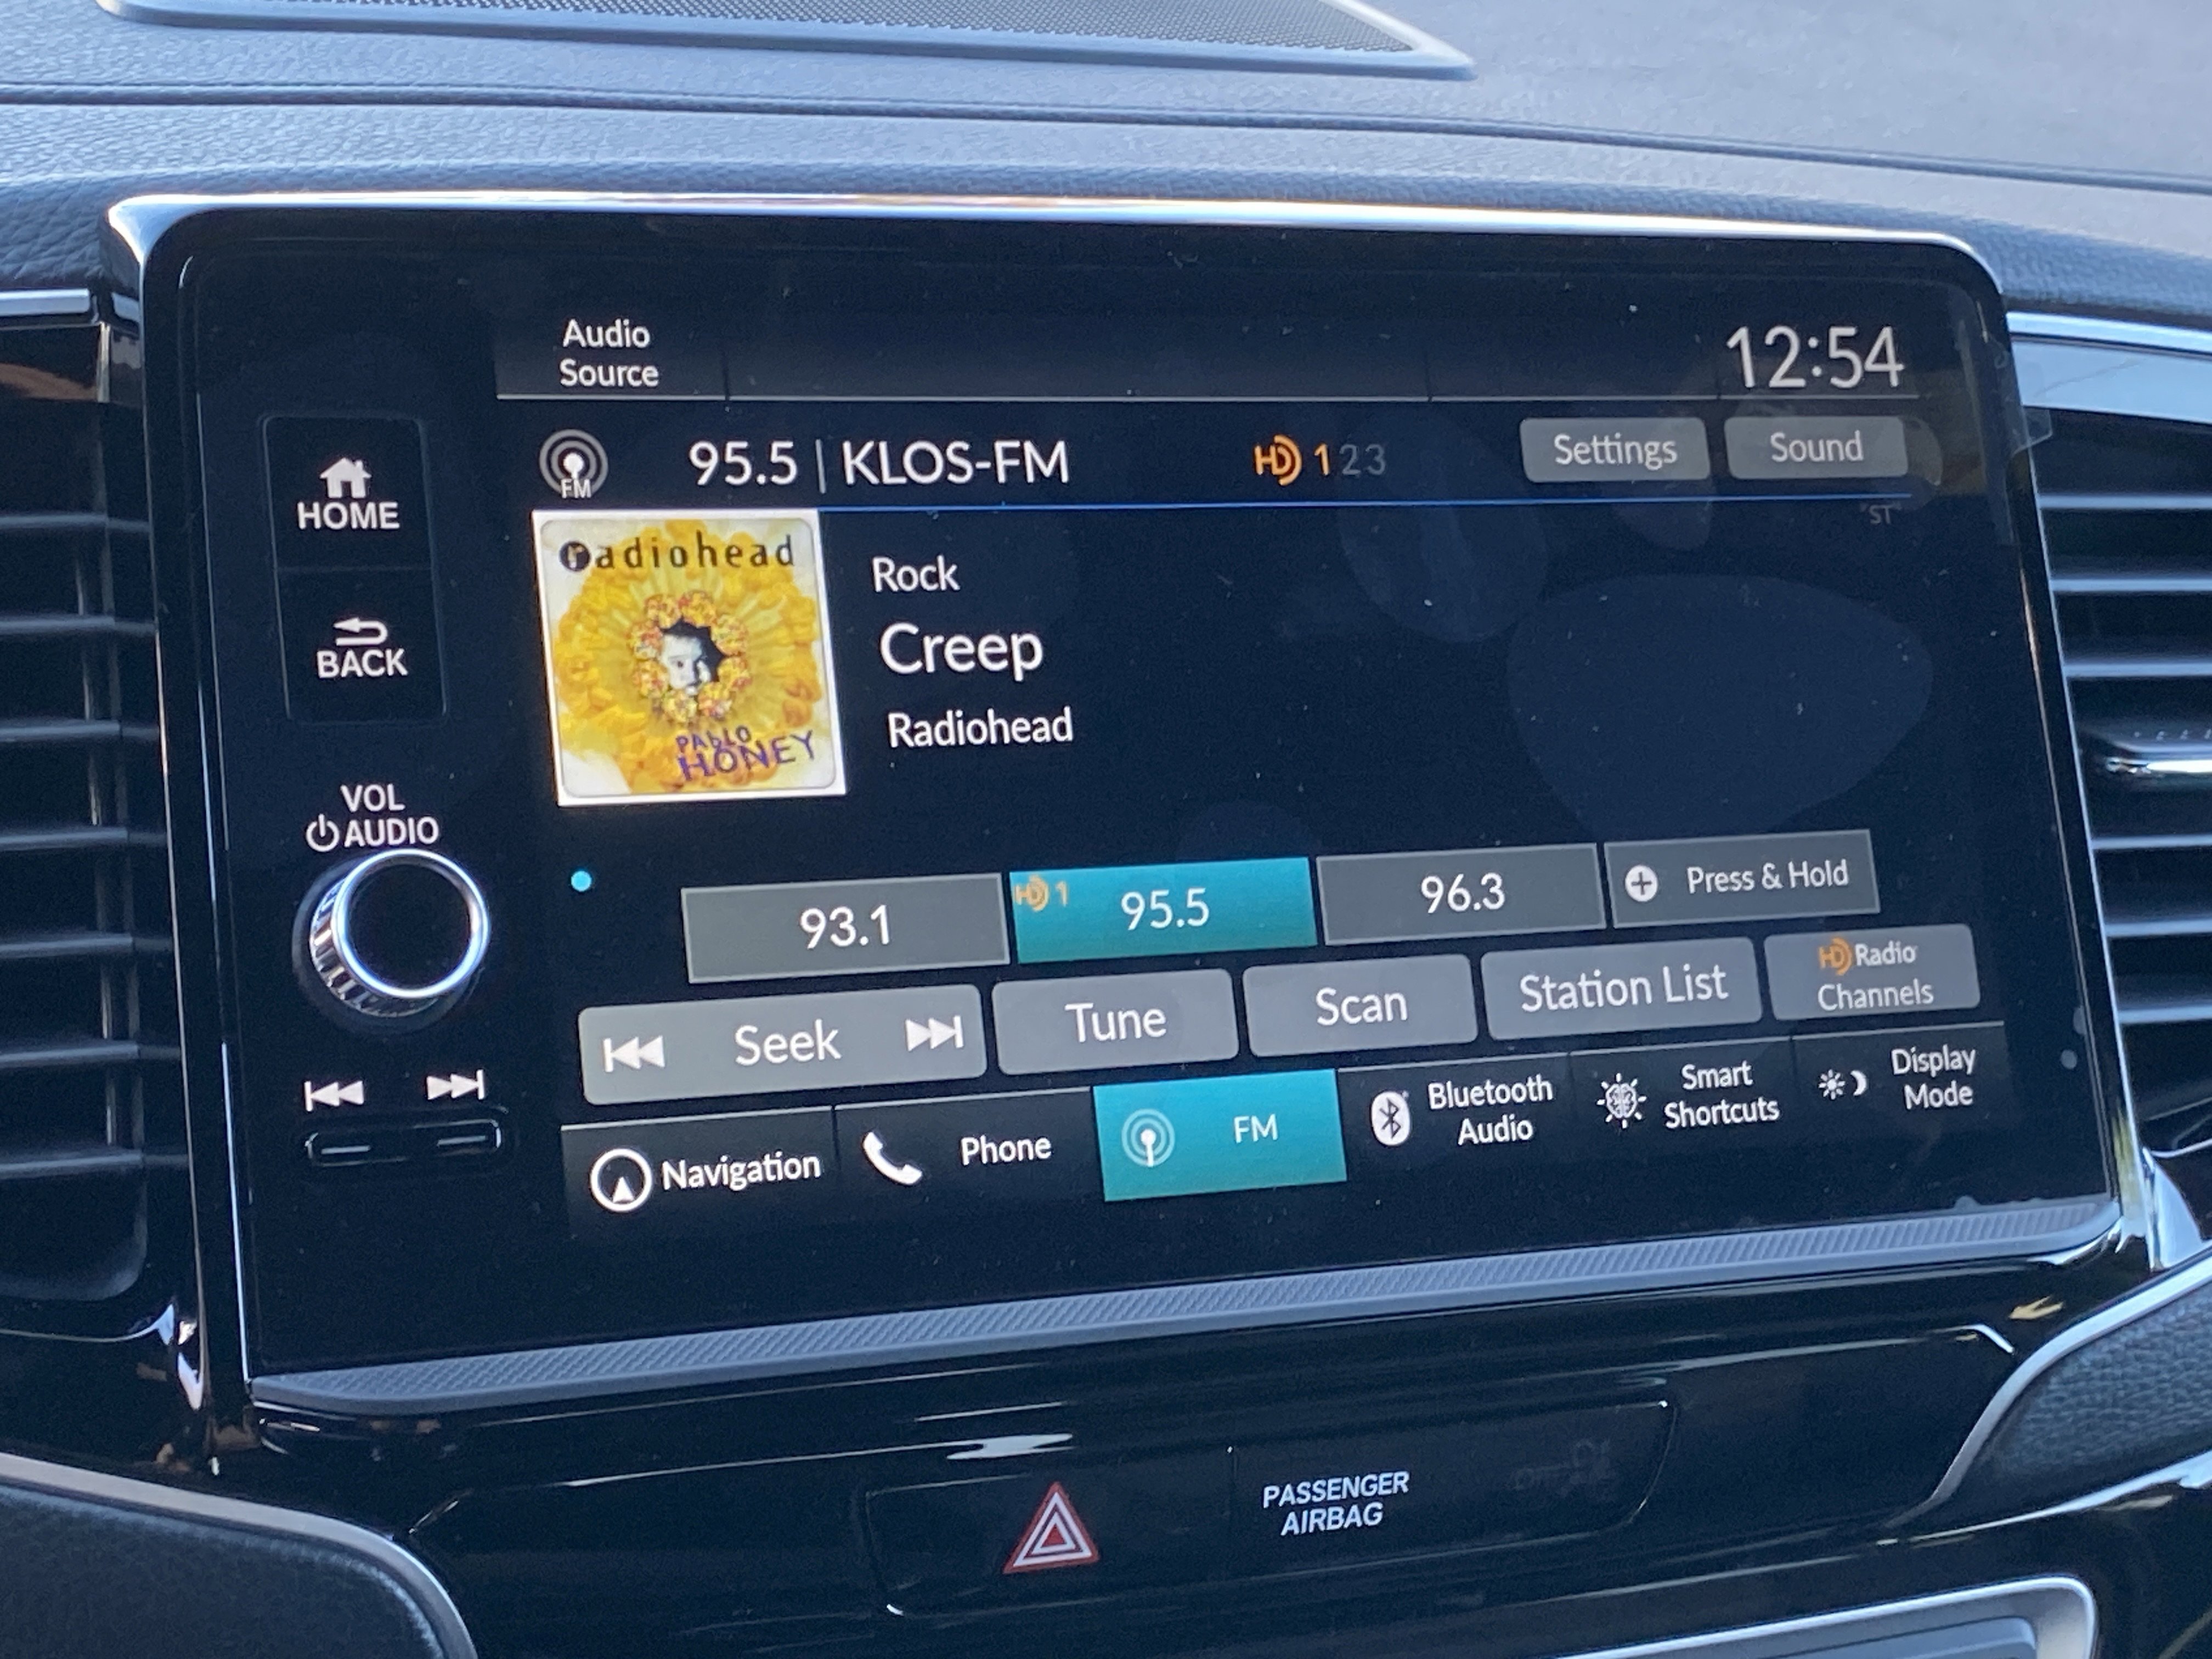 Audio
Source
12:54
FM
95.5 | KLOS-FM
HD 1 2 3
Settings
Sound
"ST"
HOME
BACK
radiohead
PABLO
HONEY
Rock
Creep
Radiohead
VOL
AUDIO
93.1
HD 1
95.5
96.3
Press & Hold
Seek
Tune
Scan
Station List
HD Radio
Channels
Navigation
Phone
FM
Bluetooth
Audio
Smart
Shortcuts
Display
Mode
PASSENGER
AIRBAG